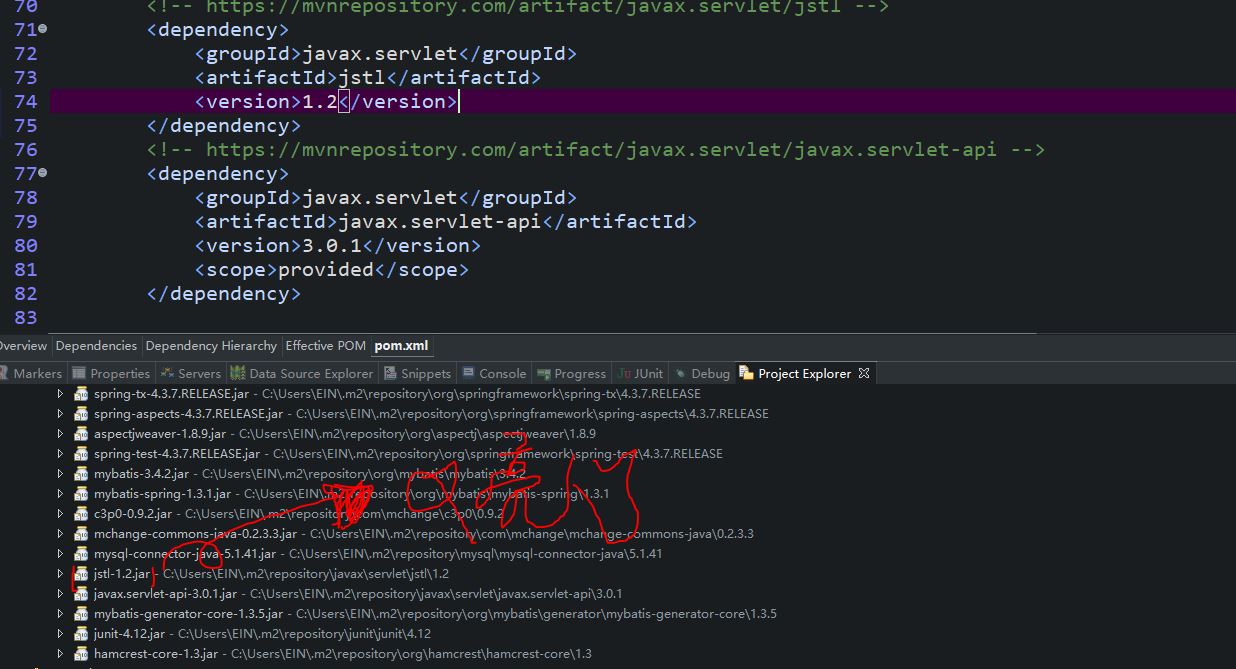 70 <!-- https://mvnrepository.com/artifact/javax.servlet/jstl -->
71 <dependency>
72 <groupId>javax.servlet</groupId>
73 <artifactId>jstl</artifactId>
74 <version>1.2</version>
75 </dependency>
76 <!-- https://mvnrepository.com/artifact/javax.servlet/javax.servlet-api -->
77 <dependency>
78 <groupId>javax.servlet</groupId>
79 <artifactId>javax.servlet-api</artifactId>
80 <version>3.0.1</version>
81 <scope>provided</scope>
82 </dependency>
83
Overview Dependencies Dependency Hierarchy Effective POM pom.xml
Markers Properties Servers Data Source Explorer Snippets Console Progress JUnit Debug Project Explorer
spring-tx-4.3.7.RELEASE.jar - C:\Users\EIN\.m2\repository\org\springframework\spring-tx\4.3.7.RELEASE
spring-aspects-4.3.7.RELEASE.jar - C:\Users\EIN\.m2\repository\org\springframework\spring-aspects\4.3.7.RELEASE
aspectjweaver-1.8.9.jar - C:\Users\EIN\.m2\repository\org\aspectj\aspectjweaver\1.8.9
spring-test-4.3.7.RELEASE.jar - C:\Users\EIN\.m2\repository\org\springframework\spring-test\4.3.7.RELEASE
mybatis-3.4.2.jar - C:\Users\EIN\.m2\repository\org\mybatis\mybatis\3.4.2
mybatis-spring-1.3.1.jar - C:\Users\EIN\.m2\repository\org\mybatis\mybatis-spring\1.3.1
c3p0-0.9.2.jar - C:\Users\EIN\.m2\repository\com\mchange\c3p0\0.9.2
mchange-commons-java-0.2.3.3.jar - C:\Users\EIN\.m2\repository\com\mchange\mchange-commons-java\0.2.3.3
mysql-connector-java-5.1.41.jar - C:\Users\EIN\.m2\repository\mysql\mysql-connector-java\5.1.41
jstl-1.2.jar - C:\Users\EIN\.m2\repository\javax\servlet\jstl\1.2
javax.servlet-api-3.0.1.jar - C:\Users\EIN\.m2\repository\javax\servlet\javax.servlet-api\3.0.1
mybatis-generator-core-1.3.5.jar - C:\Users\EIN\.m2\repository\org\mybatis\generator\mybatis-generator-core\1.3.5
junit-4.12.jar - C:\Users\EIN\.m2\repository\junit\junit\4.12
hamcrest-core-1.3.jar - C:\Users\EIN\.m2\repository\org\hamcrest\hamcrest-core\1.3